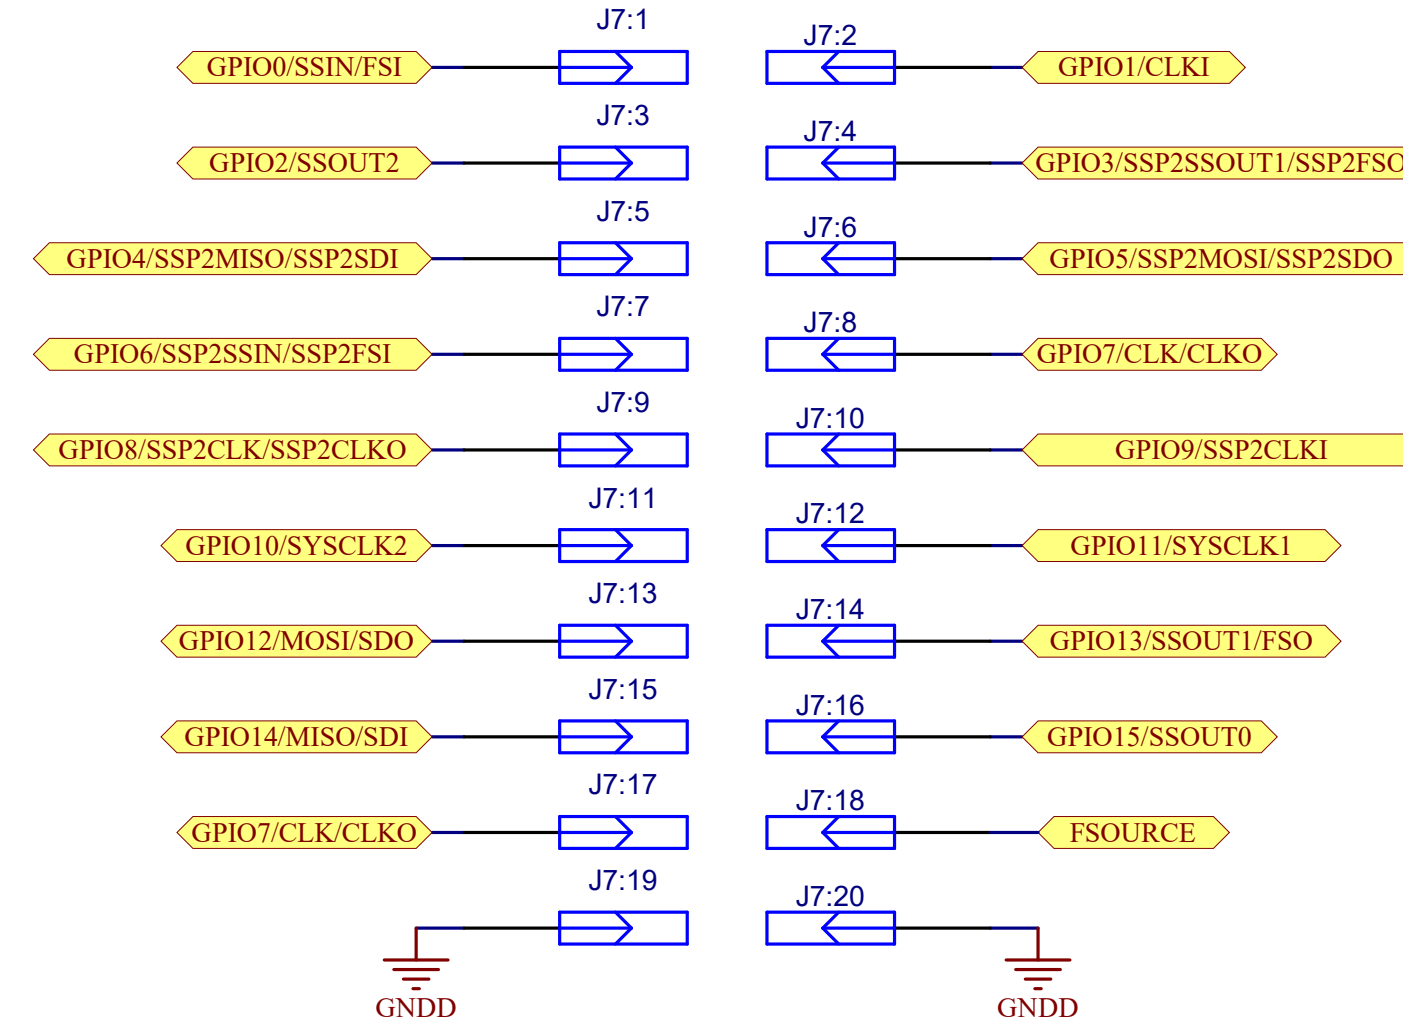 J7:1 J7:2
GPIO0/SSIN/FSI GPIO1/CLKI
J7:3 J7:4
GPIO2/SSOUT2 GPIO3/SSP2SSOUT1/SSP2FSO
J7:5 J7:6
GPIO4/SSP2MISO/SSP2SDI GPIO5/SSP2MOSI/SSP2SDO
J7:7 J7:8
GPIO6/SSP2SSIN/SSP2FSI GPIO7/CLK/CLKO
J7:9 J7:10
GPIO8/SSP2CLK/SSP2CLKO GPIO9/SSP2CLKI
J7:11 J7:12
GPIO10/SYSCLK2 GPIO11/SYSCLK1
J7:13 J7:14
GPIO12/MOSI/SDO GPIO13/SSOUT1/FSO
J7:15 J7:16
GPIO14/MISO/SDI GPIO15/SSOUT0
J7:17 J7:18
GPIO7/CLK/CLKO FSOURCE
J7:19 J7:20
GNDD GNDD